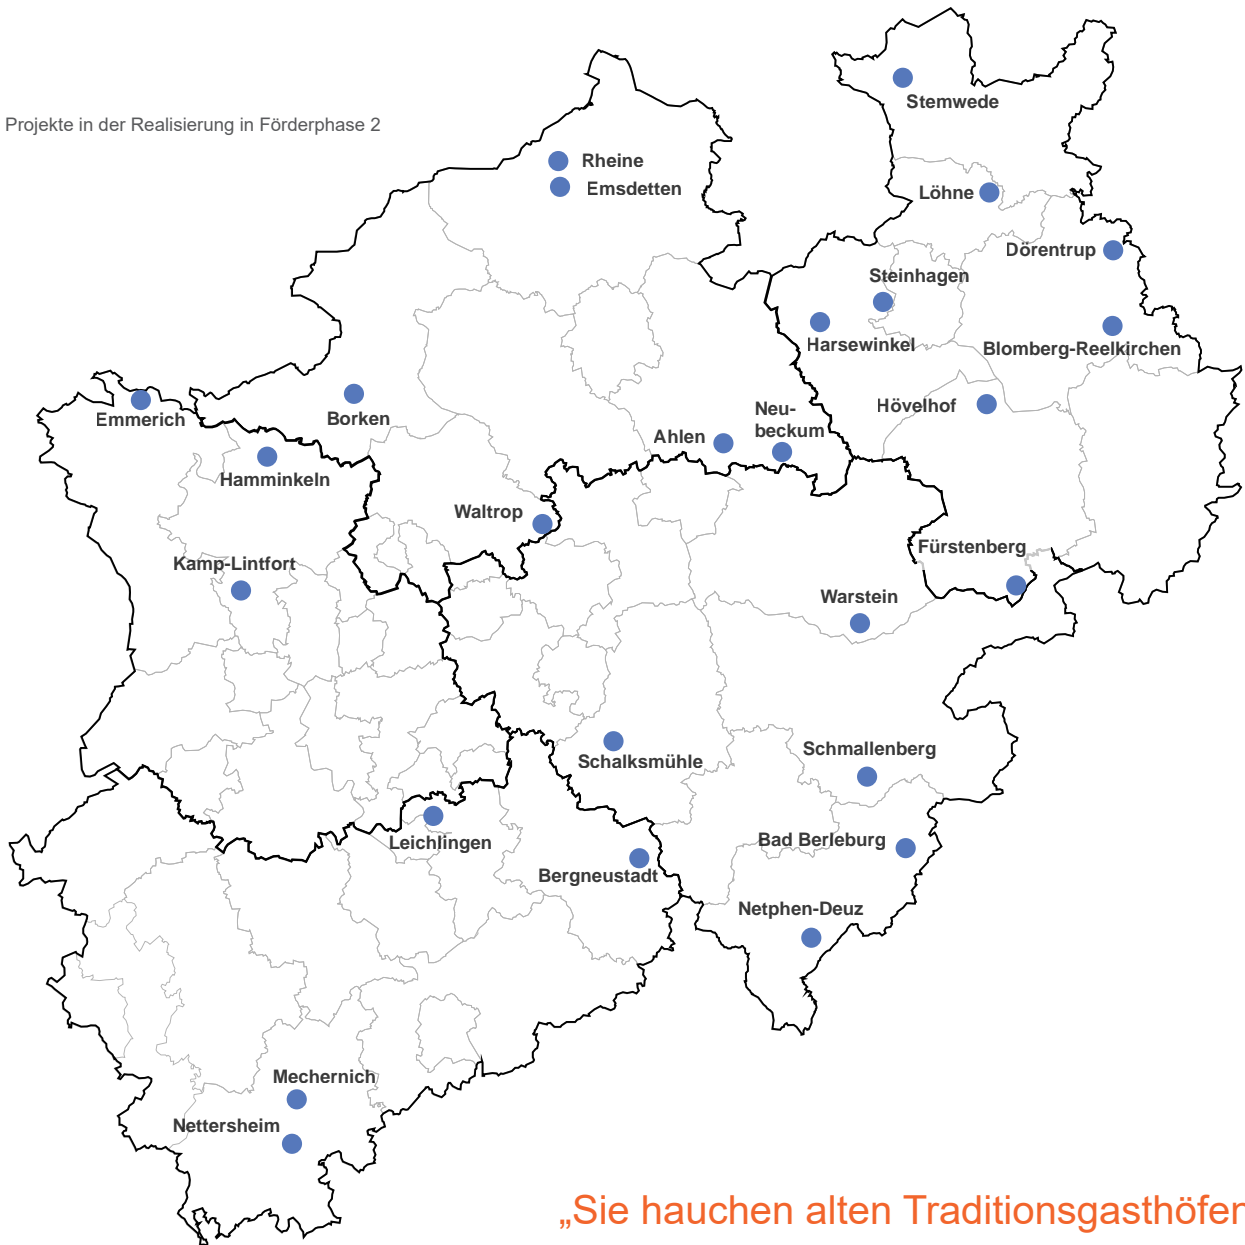 Projekte in der Realisierung in Förderphase 2
Stemwede
Rheine
Emsdetten
Löhne
Dörentrup
Steinhagen
Harsewinkel
Blomberg-Reelkirchen
Emmerich
Borken
Hövelhof
Neu-
beckum
Ahlen
Hamminkeln
Waltrop
Fürstenberg
Kamp-Lintfort
Warstein
Schalksmühle
Schmallenberg
Leichlingen
Bad Berleburg
Bergneustadt
Netphen-Deuz
Mechernich
Nettersheim
„Sie hauchen alten Traditionsgasthöfen